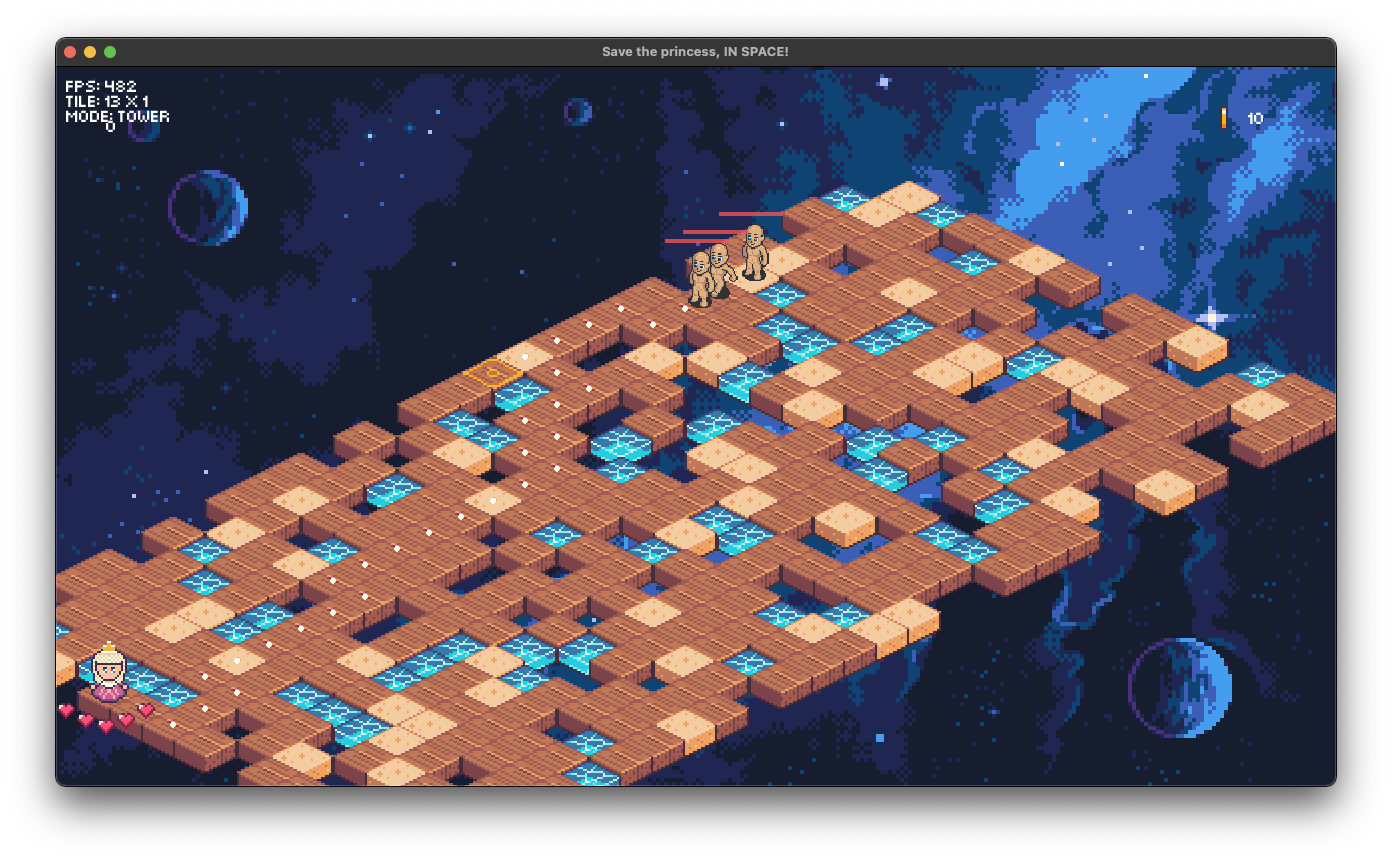 Save the princess, IN SPACE!
FPS: 482
TILE: 13 X 1
MODE: TOWER
0
10